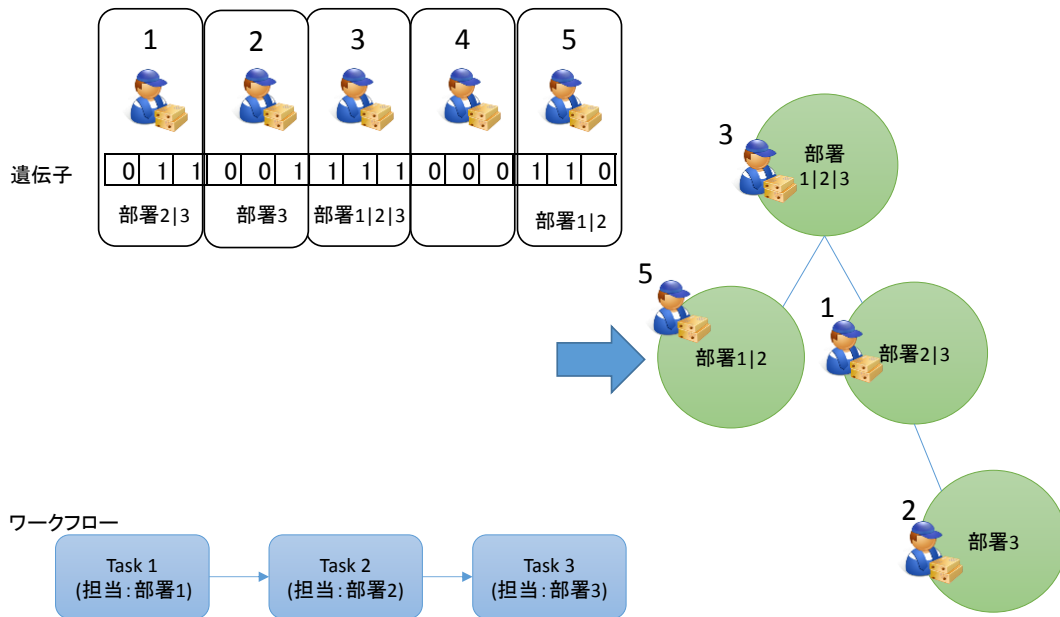 1 2 3 4 5
遺伝子 0 1 1 0 0 1 1 1 1 0 0 0 1 1 0
部署2|3 部署3 部署1|2|3 部署1|2
3
部署
1|2|3
5
部署1|2
1
部署2|3
2
部署3
ワークフロー
Task 1
(担当:部署1)
Task 2
(担当:部署2)
Task 3
(担当:部署3)